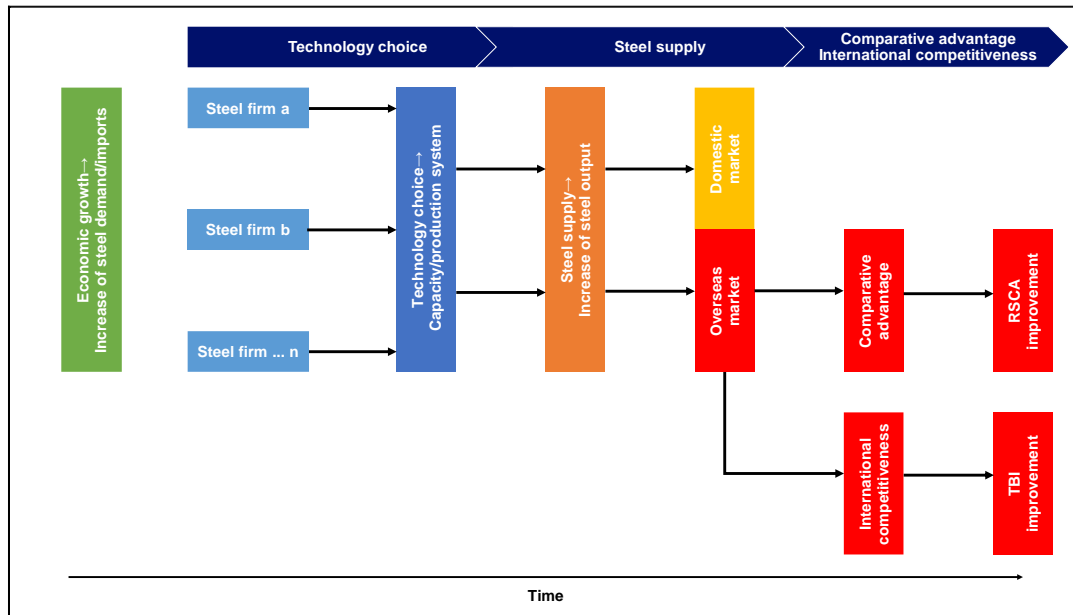 Technology choice
Steel supply
Comparative advantage
International competitiveness
Economic growth→
Increase of steel demand/imports
Steel firm a
Steel firm b
Steel firm ... n
Technology choice→
Capacity/production system
Steel supply→
Increase of steel output
Domestic
market
Overseas
market
Comparative
advantage
RSCA
improvement
International
competitiveness
TBI
improvement
Time